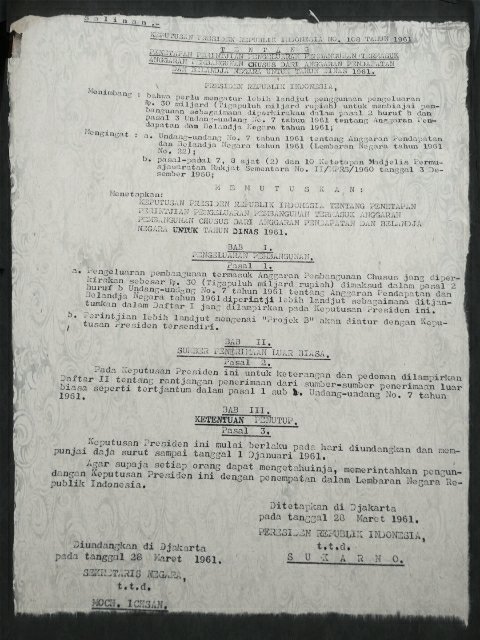 Salinan.-
KEPUTUSAN PRESIDEN REPUBLIK INDONESIA NO. 108 TAHUN 1961
T E N T A N G
PENETAPAN PERINTJIAN PENGELUARAN PEMBANGUNAN TERMASUK
ANGGARAN PEMBANGUNAN CHUSUS DARI ANGGARAN PENDAPATAN
DAN BELANDJA NEGARA UNTUK TAHUN DINAS 1961.
PRESIDEN REPUBLIK INDONESIA,
Menimbang : bahwa perlu mengatur lebih landjut penggunaan pengeluaran
Rp. 30 miljard (Tigapuluh miljard rupiah) untuk membiajai pem-
bangunan sebagaimana diperkirakan dalam pasal 2 huruf b dan
pasal 3 Undang-undang No. 7 tahun 1961 tentang Anggaran Pen-
dapatan dan Belandja Negara tahun 1961;
Mengingat : a. Undang-undang No. 7 tahun 1961 tentang Anggaran Pendapatan
dan Belandja Negara tahun 1961 (Lembaran Negara tahun 1961
No. 22);
b. pasal-pasal 7, 8 ajat (2) dan 10 Ketetapan Madjelis Permu-
sjawaratan Rakjat Sementara No. II/MPRS/1960 tanggal 3 De-
sember 1960;
M E M U T U S K A N :
Menetapkan:
KEPUTUSAN PRESIDEN REPUBLIK INDONESIA TENTANG PENETAPAN
PERINTJIAN PENGELUARAN PEMBANGUNAN TERMASUK ANGGARAN
PEMBANGUNAN CHUSUS DARI ANGGARAN PENDAPATAN DAN BELANDJA
NEGARA UNTUK TAHUN DINAS 1961.
BAB I.
PENGELUARAN PEMBANGUNAN.
Pasal 1.
a. Pengeluaran pembangunan termasuk Anggaran Pembangunan Chusus jang diper-
kirakan sebesar Rp. 30 (Tigapuluh miljard rupiah) dimaksud dalam pasal 2
huruf b Undang-undang No. 7 tahun 1961 tentang Anggaran Pendapatan dan
Belandja Negara tahun 1961 diperintji lebih landjut sebagaimana ditjan-
tumkan dalam Daftar I jang dilampirkan pada Keputusan Presiden ini.
b. Perintjian lebih landjut mengenai "Projek B" akan diatur dengan Kepu-
tusan Presiden tersendiri.
BAB II.
SUMBER PENERIMAAN LUAR BIASA.
Pasal 2.
Pada Keputusan Presiden ini untuk keterangan dan pedoman dilampirkan
Daftar II tentang rantjangan penerimaan dari sumber-sumber penerimaan luar
biasa seperti tertjantum dalam pasal 1 sub b. Undang-undang No. 7 tahun
1961.
BAB III.
KETENTUAN PENUTUP.
Pasal 3.
Keputusan Presiden ini mulai berlaku pada hari diundangkan dan mem-
punjai daja surut sampai tanggal 1 Djanuari 1961.
Agar supaja setiap orang dapat mengetahuinja, memerintahkan pengun-
dangan Keputusan Presiden ini dengan penempatan dalam Lembaran Negara Re-
publik Indonesia.
Ditetapkan di Djakarta
pada tanggal 28 Maret 1961.
PRESIDEN REPUBLIK INDONESIA,
t.t.d.
S U K A R N O.
Diundangkan di Djakarta
pada tanggal 28 Maret 1961.
SEKRETARIS NEGARA,
t.t.d.
MOCH. ICHSAN.